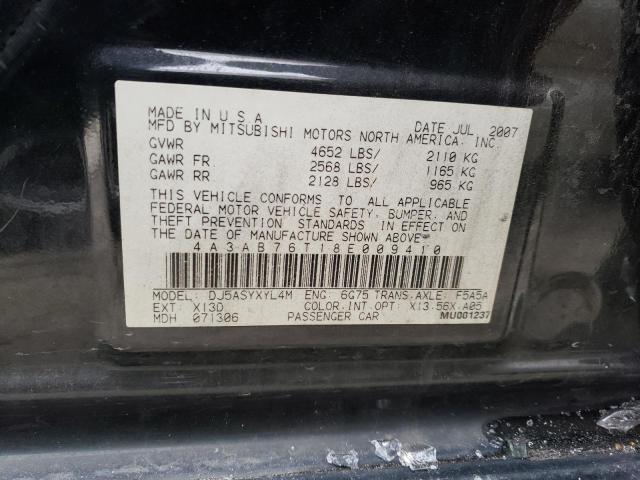 MADE IN U S A DATE JUL 2007
MFD BY MITSUBISHI MOTORS NORTH AMERICA, INC.
GVWR 4652 LBS/ 2110 KG
GAWR FR 2568 LBS/ 1165 KG
GAWR RR 2128 LBS/ 965 KG
THIS VEHICLE CONFORMS TO ALL APPLICABLE
FEDERAL MOTOR VEHICLE SAFETY, BUMPER, AND
THEFT PREVENTION STANDARDS IN EFFECT ON
THE DATE OF MANUFACTURE SHOWN ABOVE.
4A3AB76T18E009410
MODEL: DJ5ASYXYL4M ENG: 6G75 TRANS.AXLE: F5A5A
EXT: X13D COLOR,INT OPT: X13.56X.A05
MDH 071306 PASSENGER CAR MU001237